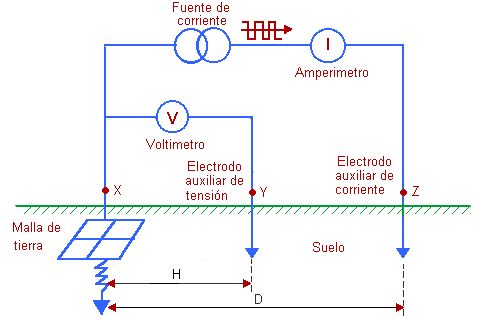 Fuente de
corriente
I
Amperimetro
V
Voltimetro
Electrodo
auxiliar de
tensión
Electrodo
auxiliar de
corriente
X
Y
Z
Malla de
tierra
Suelo
H
D